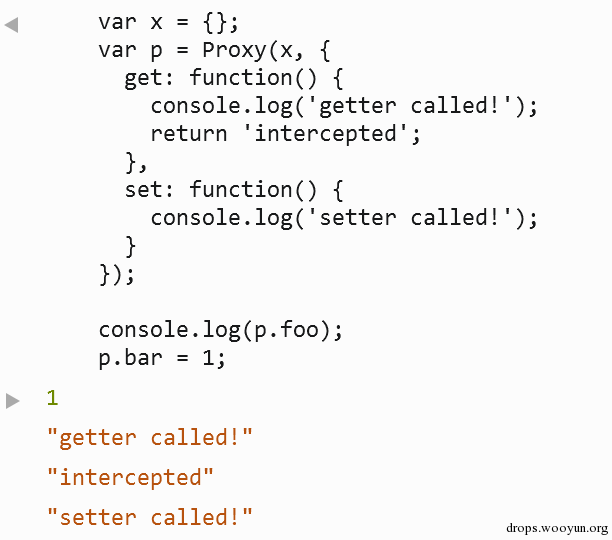 var x = {};
var p = Proxy(x, {
  get: function() {
    console.log('getter called!');
    return 'intercepted';
  },
  set: function() {
    console.log('setter called!');
  }
});

console.log(p.foo);
p.bar = 1;
1
"getter called!"
"intercepted"
"setter called!"
drops.wooyun.org